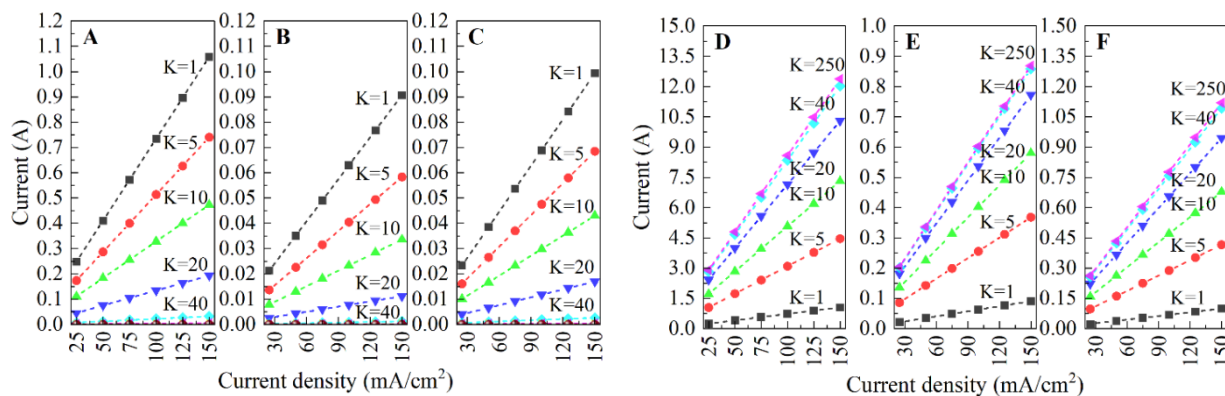 A
1.2
1.1
1.0
0.9
0.8
0.7
0.6
0.5
0.4
0.3
0.2
0.1
0.0
K=1
K=5
K=10
K=20
K=40
25
50
75
100
125
150
B
0.12
0.11
0.10
0.09
0.08
0.07
0.06
0.05
0.04
0.03
0.02
0.01
0.00
K=1
K=5
K=10
K=20
K=40
30
60
90
120
150
C
0.12
0.11
0.10
0.09
0.08
0.07
0.06
0.05
0.04
0.03
0.02
0.01
0.00
K=1
K=5
K=10
K=20
K=40
30
60
90
120
150
Current (A)
Current density (mA/cm²)
D
15.0
13.5
12.0
10.5
9.0
7.5
6.0
4.5
3.0
1.5
0.0
K=250
K=40
K=20
K=10
K=5
K=1
25
50
75
100
125
150
E
1.0
0.9
0.8
0.7
0.6
0.5
0.4
0.3
0.2
0.1
0.0
K=250
K=40
K=20
K=10
K=5
K=1
30
60
90
120
150
F
1.50
1.35
1.20
1.05
0.90
0.75
0.60
0.45
0.30
0.15
0.00
K=250
K=40
K=20
K=10
K=5
K=1
30
60
90
120
150
Current (A)
Current density (mA/cm²)